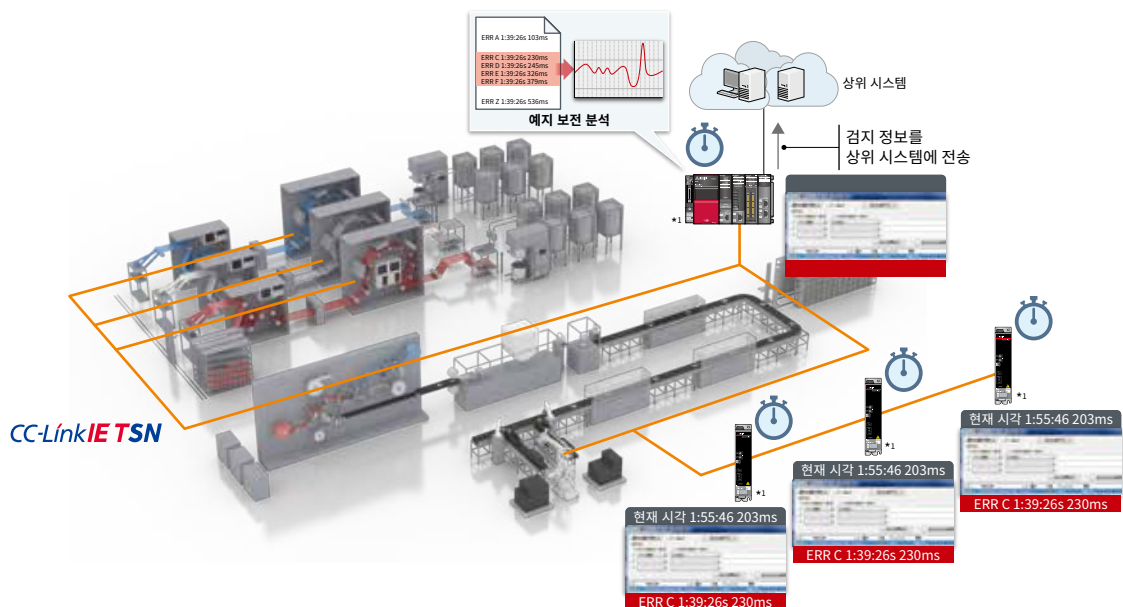 ERR A 1:39:26s 103ms
ERR C 1:39:26s 230ms
ERR D 1:39:26s 245ms
ERR E 1:39:26s 326ms
ERR F 1:39:26s 379ms
ERR Z 1:39:26s 536ms
예지 보전 분석
상위 시스템
검지 정보를
상위 시스템에 전송
★1
CC-Link IE TSN
★1
현재 시각 1:55:46 203ms
ERR C 1:39:26s 230ms
★1
현재 시각 1:55:46 203ms
ERR C 1:39:26s 230ms
★1
현재 시각 1:55:46 203ms
ERR C 1:39:26s 230ms